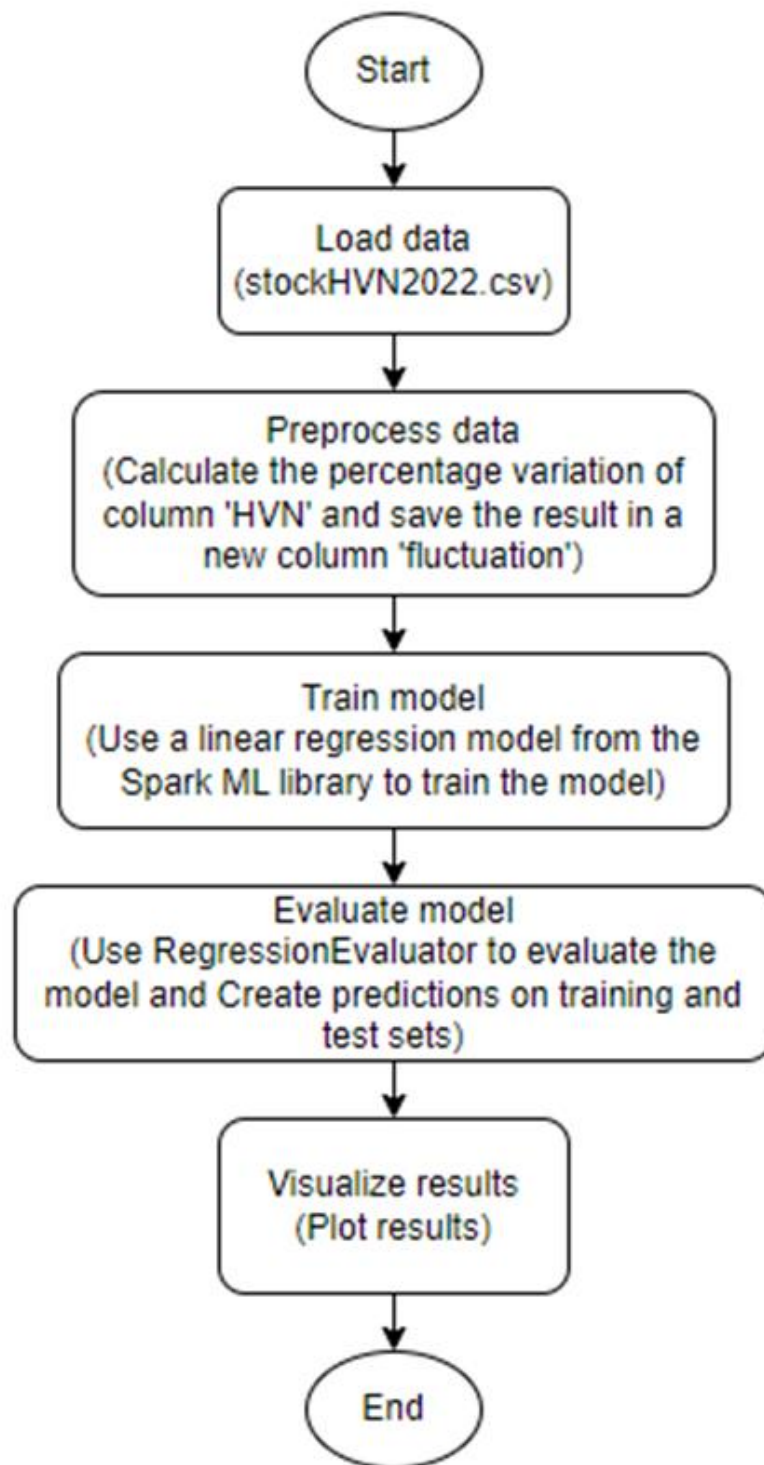 Start
Load data
(stockHVN2022.csv)
Preprocess data
(Calculate the percentage variation of
column 'HVN' and save the result in a
new column 'fluctuation')
Train model
(Use a linear regression model from the
Spark ML library to train the model)
Evaluate model
(Use RegressionEvaluator to evaluate the
model and Create predictions on training and
test sets)
Visualize results
(Plot results)
End